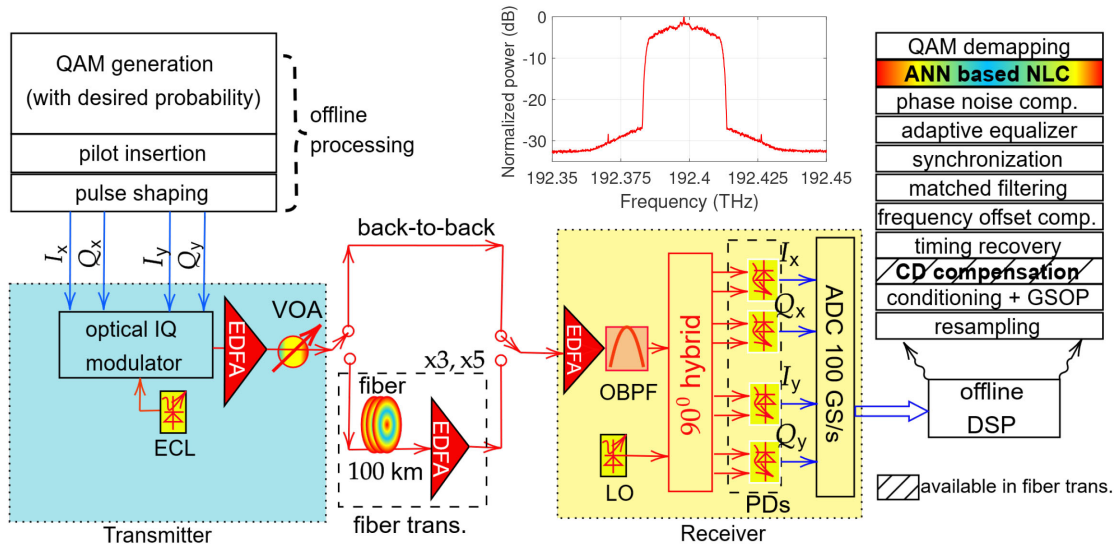 QAM generation
(with desired probability)
pilot insertion
pulse shaping
offline
processing
Ix
Qx
Iy
Qy
optical IQ
modulator
ECL
EDFA
VOA
Transmitter
back-to-back
x3, x5
fiber
100 km
EDFA
fiber trans.
Normalized power (dB)
0
-10
-20
-30
192.35
192.375
192.4
192.425
192.45
Frequency (THz)
EDFA
OBPF
LO
90⁰ hybrid
Ix
Qx
Iy
Qy
PDs
ADC 100 GS/s
Receiver
QAM demapping
ANN based NLC
phase noise comp.
adaptive equalizer
synchronization
matched filtering
frequency offset comp.
timing recovery
CD compensation
conditioning + GSOP
resampling
offline
DSP
available in fiber trans.